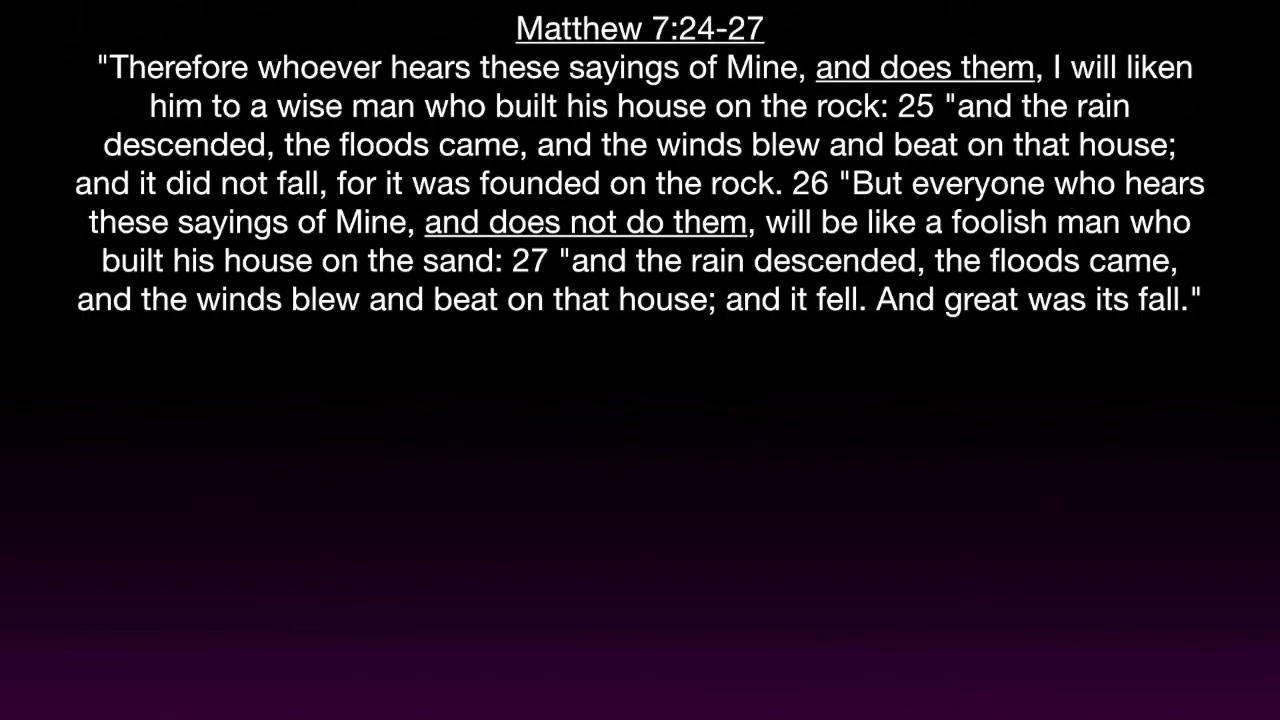 Matthew 7:24-27
"Therefore whoever hears these sayings of Mine, and does them, I will liken
him to a wise man who built his house on the rock: 25 "and the rain
descended, the floods came, and the winds blew and beat on that house;
and it did not fall, for it was founded on the rock. 26 "But everyone who hears
these sayings of Mine, and does not do them, will be like a foolish man who
built his house on the sand: 27 "and the rain descended, the floods came,
and the winds blew and beat on that house; and it fell. And great was its fall."